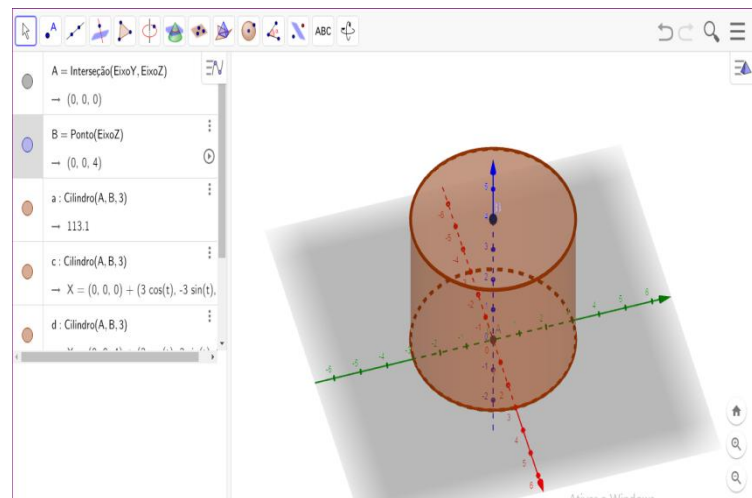 ABC
A = Interseção(EixoY, EixoZ)
→ (0, 0, 0)
B = Ponto(EixoZ)
→ (0, 0, 4)
a : Cilindro(A, B, 3)
→ 113.1
c : Cilindro(A, B, 3)
→ X = (0, 0, 0) + (3 cos(t), -3 sin(t),
d : Cilindro(A, B, 3)